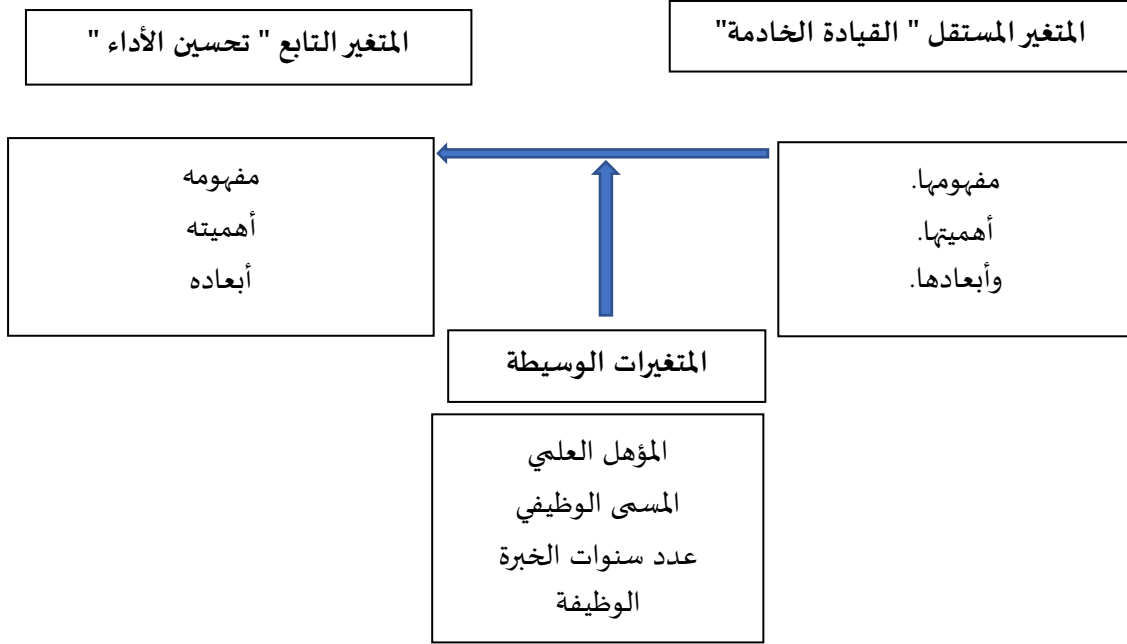 المتغير المستقل " القيادة الخادمة"
المتغير التابع " تحسين الأداء "
مفهومها.
أهميتها.
وأبعادها.
مفهومه
أهميته
أبعاده
المتغيرات الوسيطة
المؤهل العلمي
المسمى الوظيفي
عدد سنوات الخبرة
الوظيفة